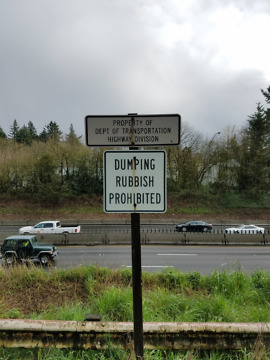 PROPERTY OF
DEPT OF TRANSPORTATION
HIGHWAY DIVISION
DUMPING
RUBBISH
PROHIBITED